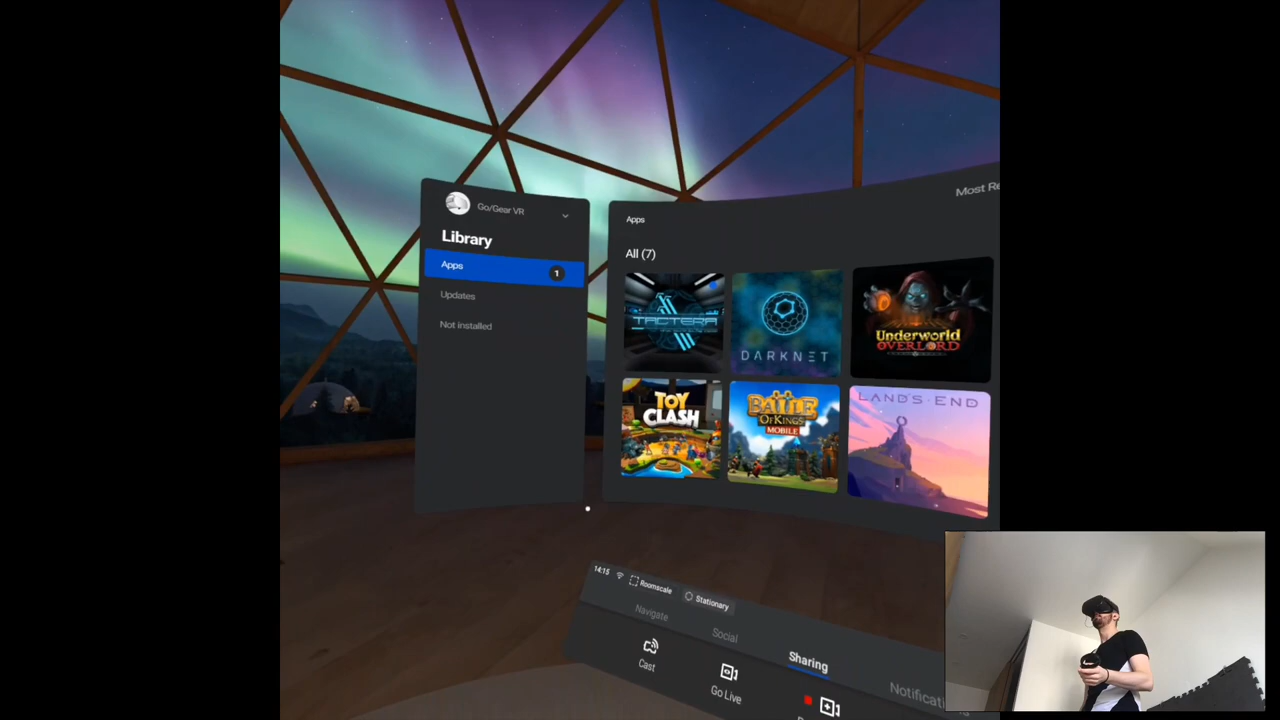 Most Re
Go/Gear VR
Library
Apps
1
Updates
Not installed
Apps
All (7)
TACTERA
DARKNET
Underworld
OVERLORD
TOY
CLASH
BATTLE
OF KINGS
MOBILE
LAND'S END
14:15
Roomscale
Stationary
Navigate
Social
Sharing
Notificati
Cast
Go Live